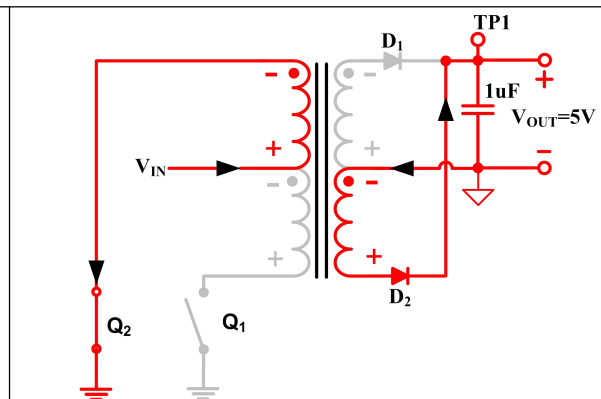 TP1
D1
-
-
+
1uF
VOUT=5V
+
+
VIN
-
-
-
+
+
D2
Q2
Q1